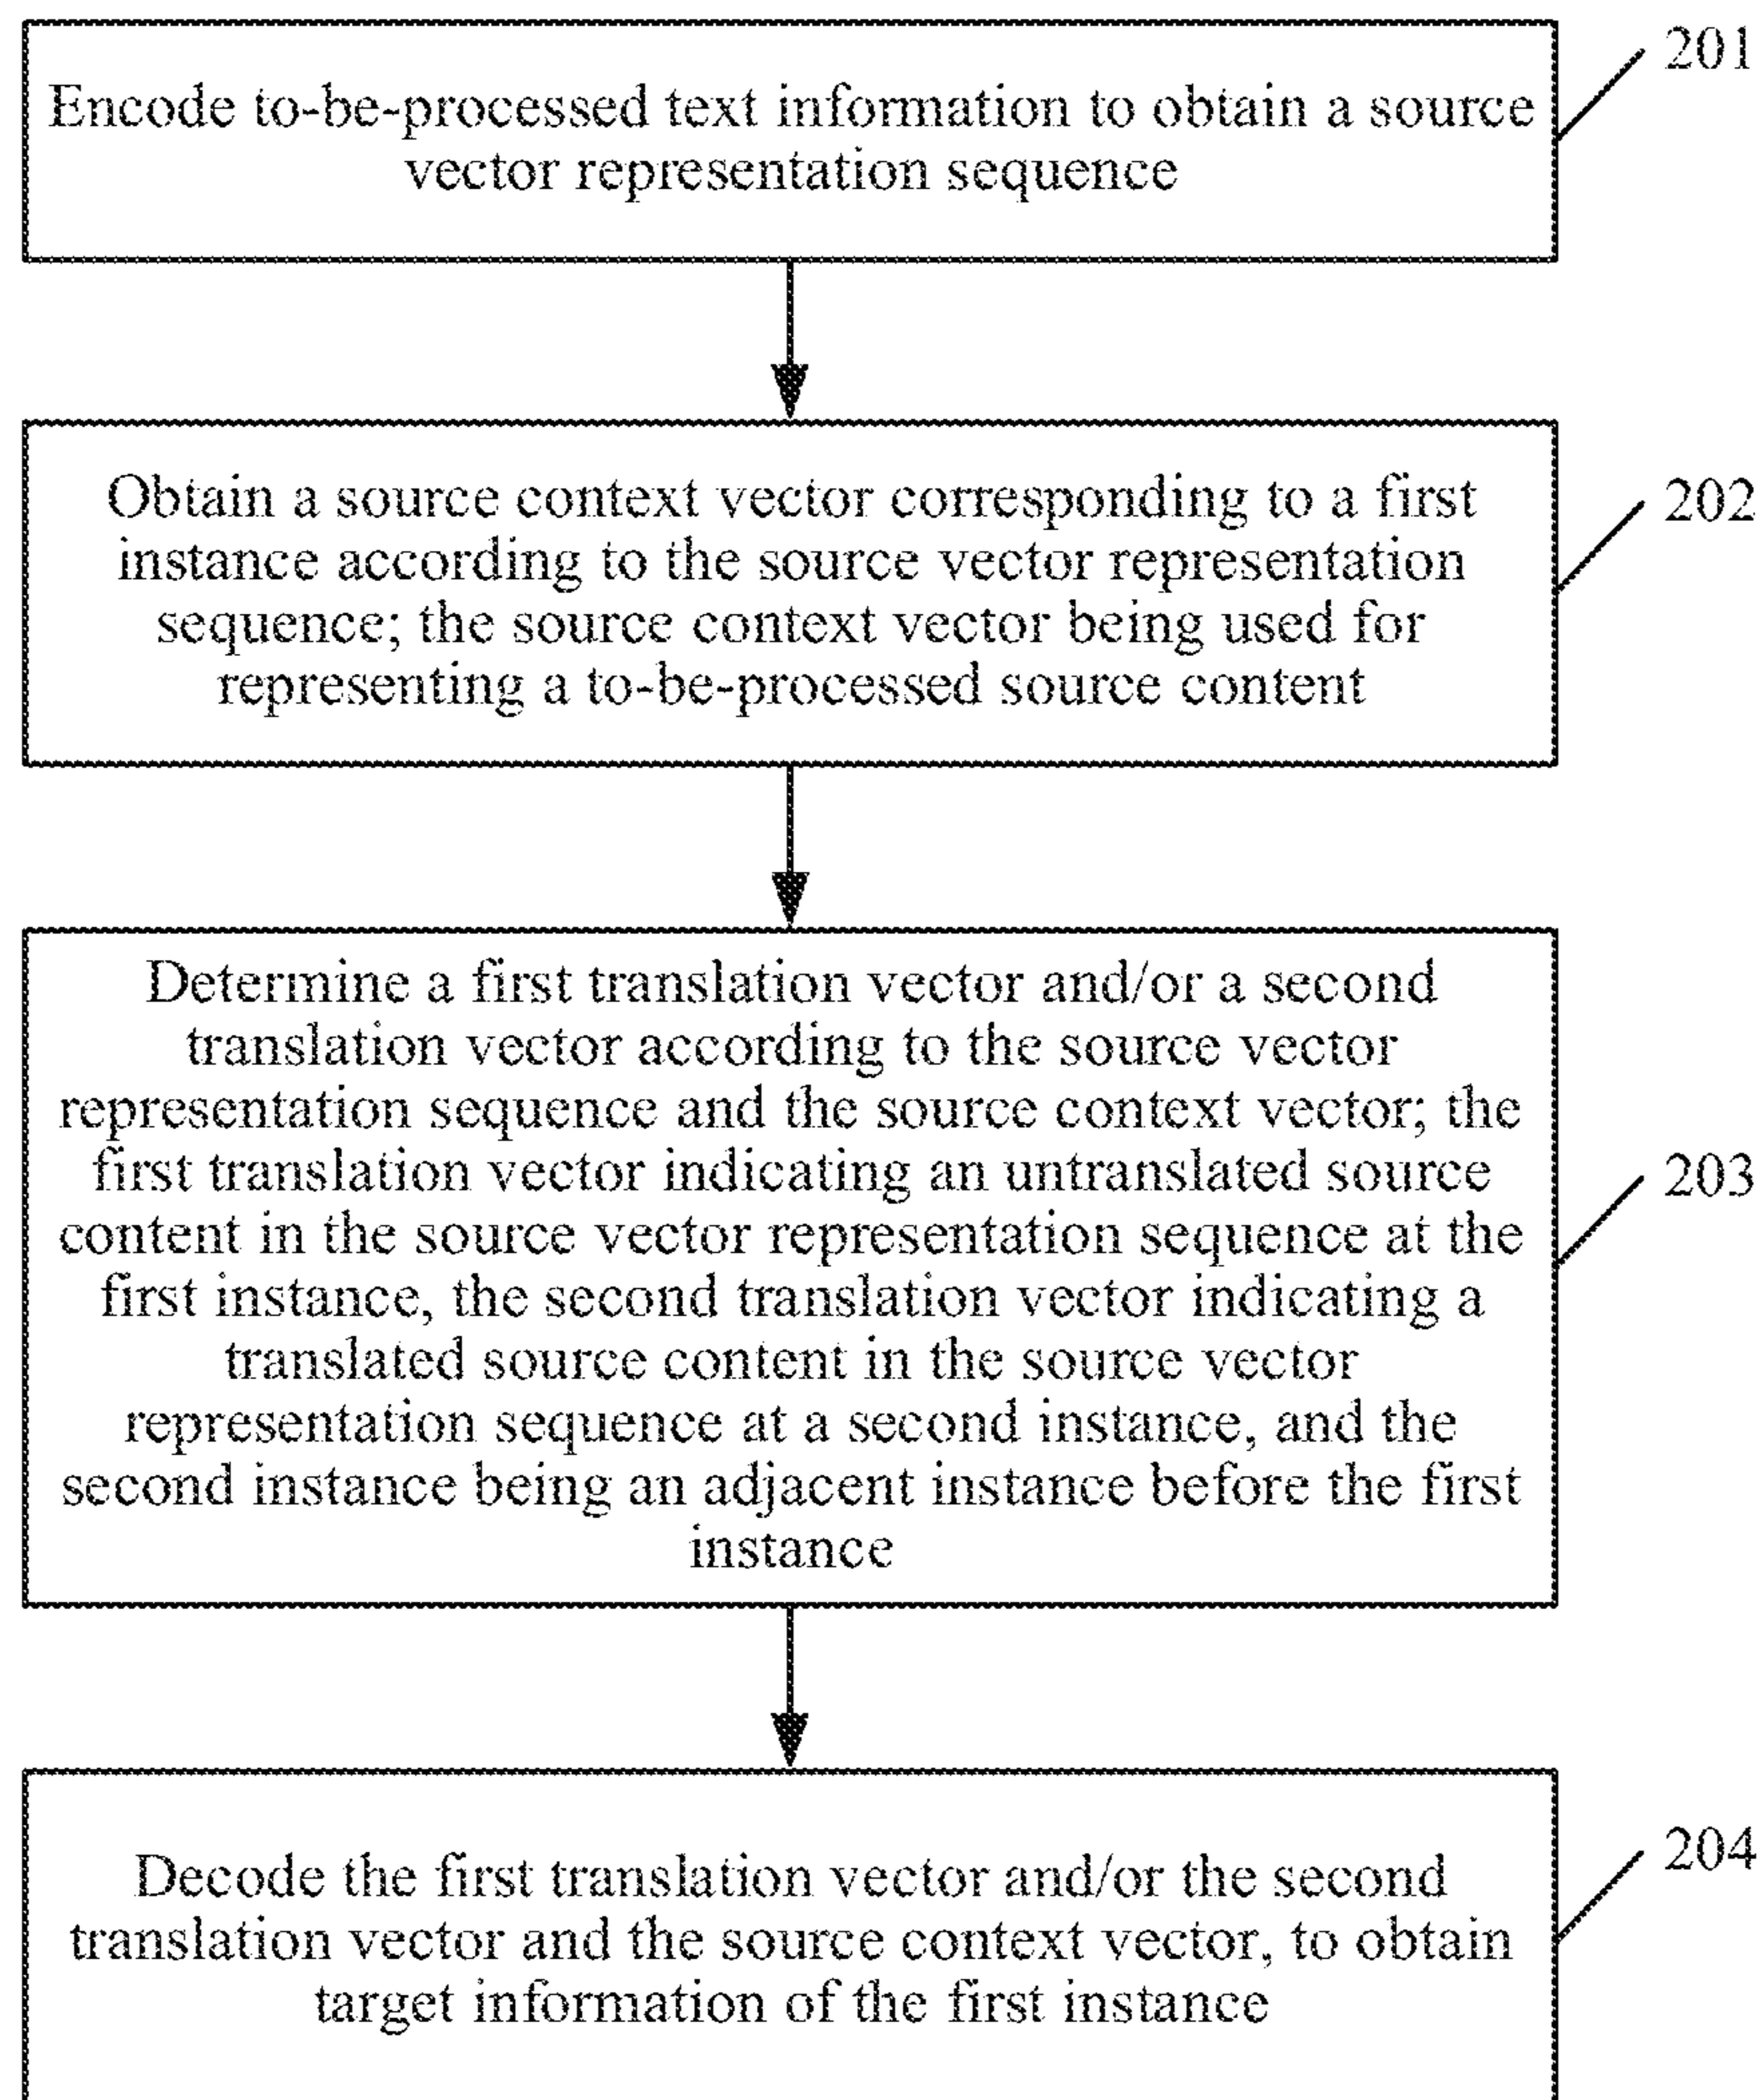 201
Encode to-be-processed text information to obtain a source
vector representation sequence
202
Obtain a source context vector corresponding to a first
instance according to the source vector representation
sequence; the source context vector being used for
representing a to-be-processed source content
Determine a first translation vector and/or a second
translation vector according to the source vector
representation sequence and the source context vector; the
first translation vector indicating an untranslated source
203
content in the source vector representation sequence at the
first instance, the second translation vector indicating a
translated source content in the source vector
representation sequence at a second instance, and the
second instance being an adjacent instance before the first
instance
204
Decode the first translation vector and/or the second
translation vector and the source context vector, to obtain
target information of the first instance